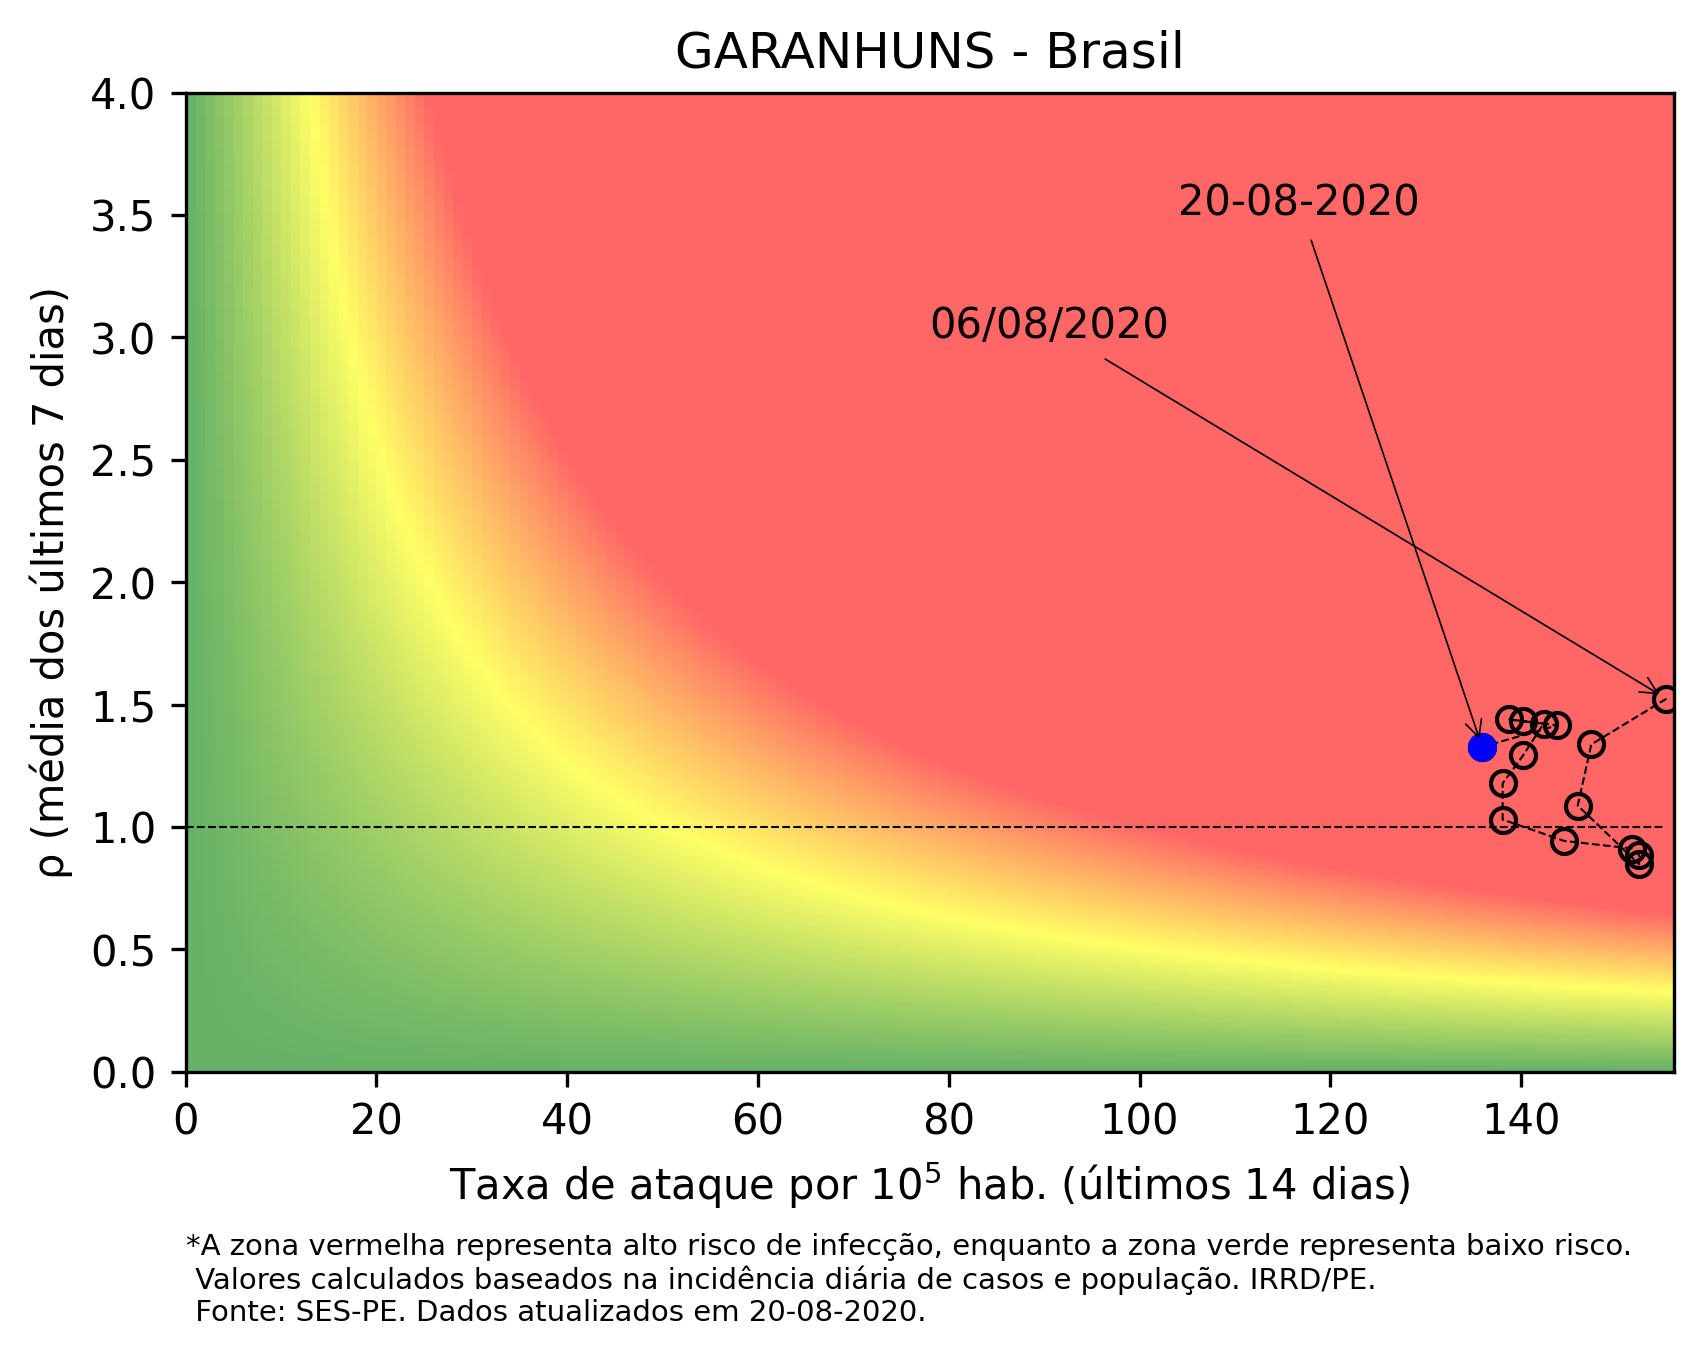 GARANHUNS - Brasil
4.0
3.5
3.0
2.5
2.0
1.5
1.0
0.5
0.0
ρ (média dos últimos 7 dias)
20-08-2020
06/08/2020
0 20 40 60 80 100 120 140
Taxa de ataque por 10⁵ hab. (últimos 14 dias)
*A zona vermelha representa alto risco de infecção, enquanto a zona verde representa baixo risco.
Valores calculados baseados na incidência diária de casos e população. IRRD/PE.
Fonte: SES-PE. Dados atualizados em 20-08-2020.